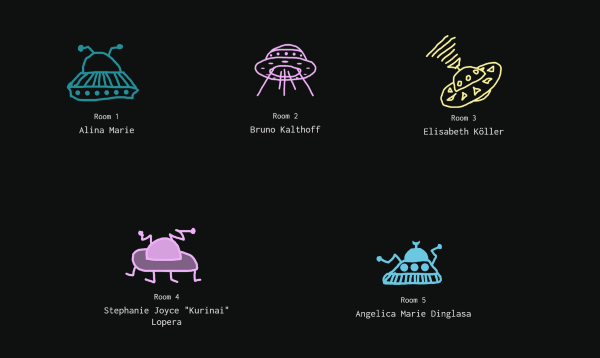 Room 1
Alina Marie
Room 2
Bruno Kalthoff
Room 3
Elisabeth Köller
Room 4
Stephanie Joyce "Kurinai"
Lopera
Room 5
Angelica Marie Dinglasa